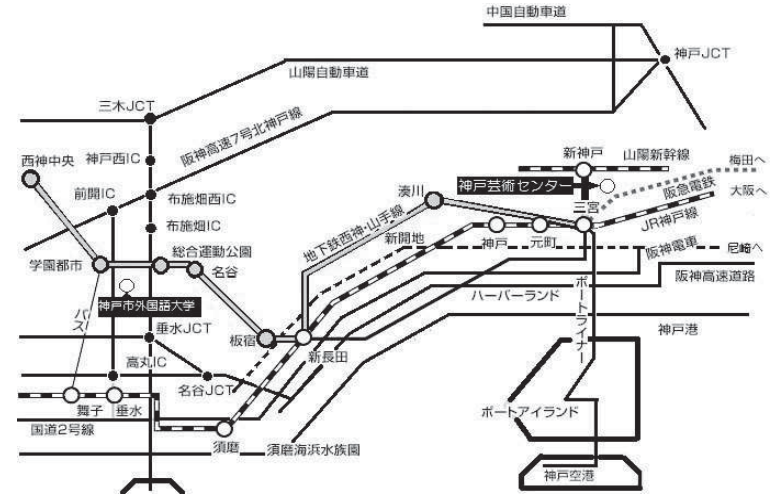 中国自動車道
神戸JCT
山陽自動車道
三木JCT
阪神高速7号北神戸線
西神中央
神戸西IC
前開IC
布施畑西IC
布施畑IC
新神戸
山陽新幹線
梅田へ
神戸芸術センター
阪急電鉄
大阪へ
湊川
三宮
JR神戸線
地下鉄西神・山手線
新開地
神戸
元町
阪神電車
尼崎へ
総合運動公園
学園都市
名谷
阪神高速道路
神戸市外国語大学
ハーバーランド
ポートライナー
バス
垂水JCT
板宿
神戸港
新長田
高丸IC
名谷JCT
舞子
垂水
ポートアイランド
国道2号線
須磨
須磨海浜水族園
神戸空港